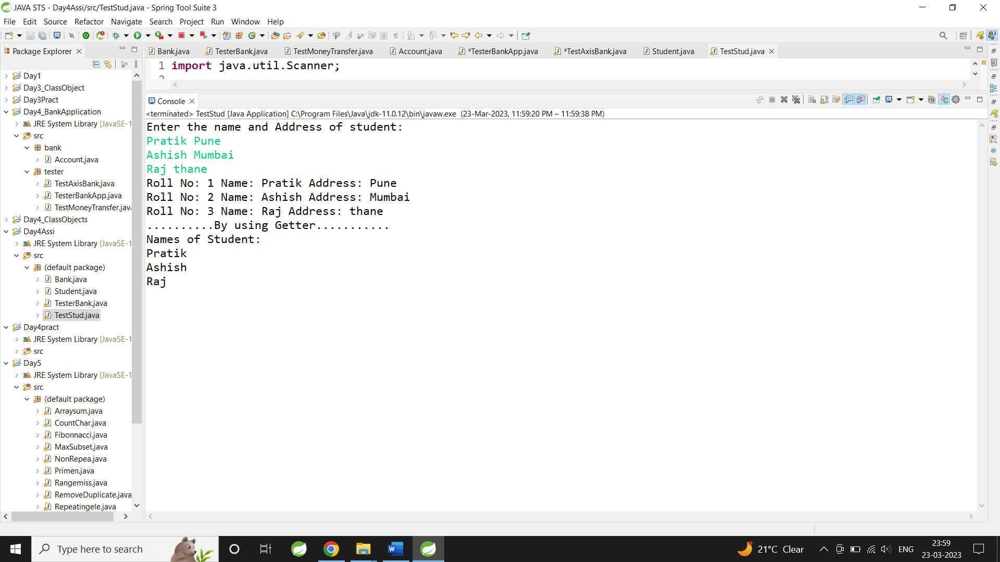 JAVA STS - Day4Assi/src/TestStud.java - Spring Tool Suite 3
File Edit Source Refactor Navigate Search Project Run Window Help
Package Explorer
Day1
Day3_ClassObject
Day3Pract
Day4_BankApplication
JRE System Library [JavaSE-1
src
bank
Account.java
tester
TestAxisBank.java
TesterBankApp.java
TestMoneyTransfer.java
Day4_ClassObjects
Day4Assi
JRE System Library [JavaSE-1
src
(default package)
Bank.java
Student.java
TesterBank.java
TestStud.java
Day4pract
JRE System Library [JavaSE-1
src
Day5
JRE System Library [JavaSE-1
src
(default package)
Arraysum.java
CountChar.java
Fibonnacci.java
MaxSubset.java
NonRepea.java
Primen.java
Rangemiss.java
RemoveDuplicate.java
Repeatingele.java
Bank.java TesterBank.java TestMoneyTransfer.java Account.java *TesterBankApp.java *TestAxisBank.java Student.java TestStud.java
1 import java.util.Scanner;
Console
<terminated> TestStud [Java Application] C:\Program Files\Java\jdk-11.0.12\bin\javaw.exe (23-Mar-2023, 11:59:20 PM – 11:59:38 PM)
Enter the name and Address of student:
Pratik Pune
Ashish Mumbai
Raj thane
Roll No: 1 Name: Pratik Address: Pune
Roll No: 2 Name: Ashish Address: Mumbai
Roll No: 3 Name: Raj Address: thane
..........By using Getter...........
Names of Student:
Pratik
Ashish
Raj
Type here to search
21°C Clear
ENG
23:59
23-03-2023